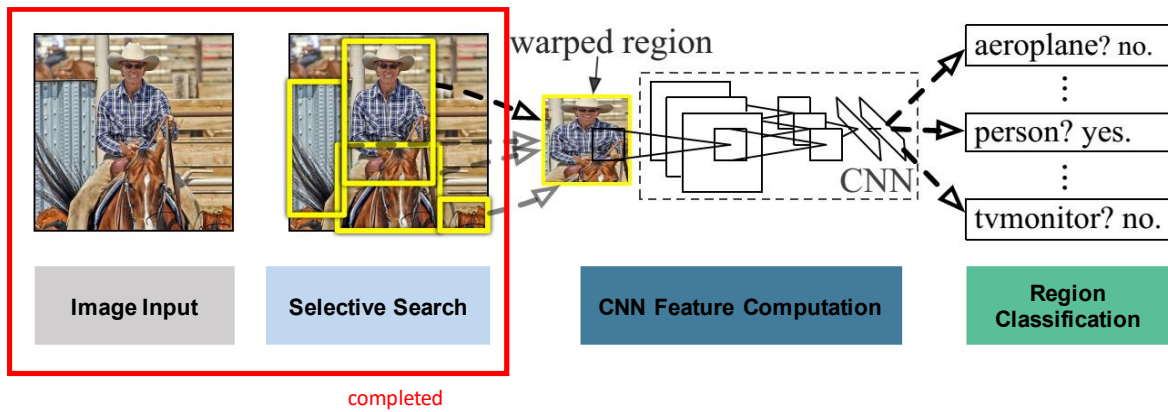 warped region
aeroplane? no.
⋮
person? yes.
⋮
tvmonitor? no.
CNN
Image Input
Selective Search
CNN Feature Computation
Region
Classification
completed